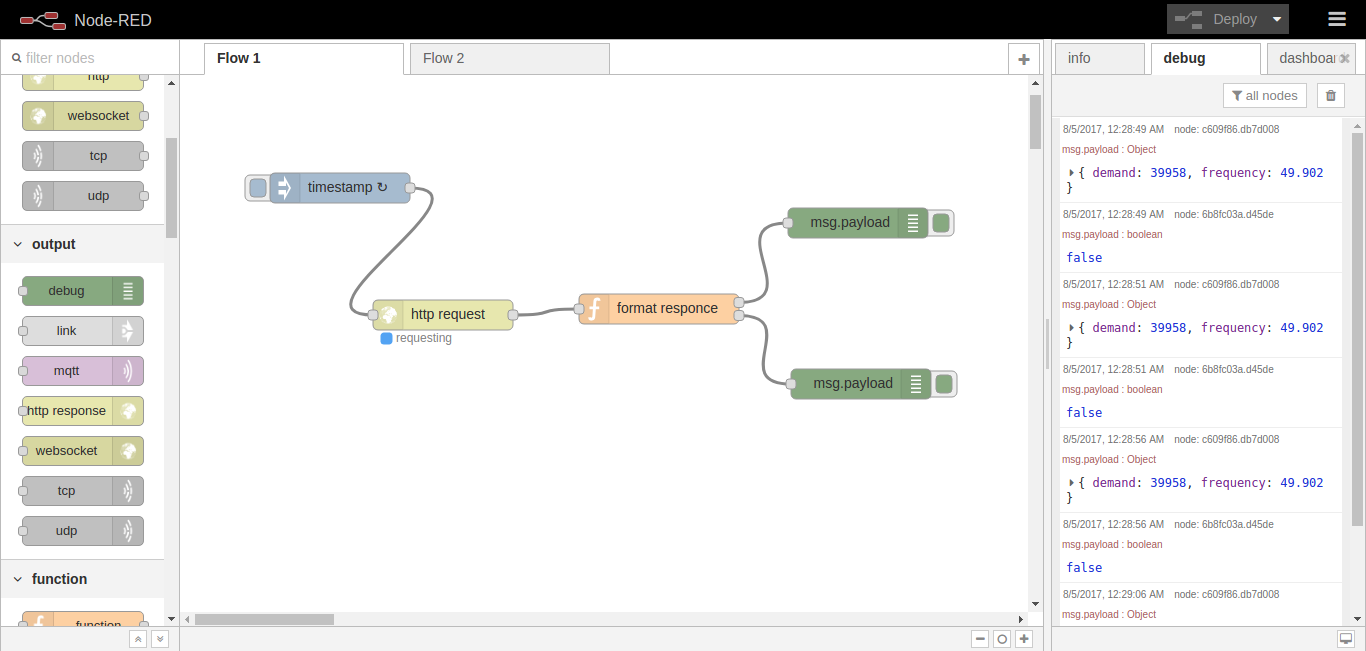 Node-RED
Deploy
filter nodes
http
websocket
tcp
udp
output
debug
link
mqtt
http response
websocket
tcp
udp
function
function
Flow 1
Flow 2
timestamp ↻
http request
requesting
format responce
msg.payload
msg.payload
info
debug
dashboar
all nodes
8/5/2017, 12:28:49 AM node: c609f86.db7d008
msg.payload : Object
{ demand: 39958, frequency: 49.902
}
8/5/2017, 12:28:49 AM node: 6b8fc03a.d45de
msg.payload : boolean
false
8/5/2017, 12:28:51 AM node: c609f86.db7d008
msg.payload : Object
{ demand: 39958, frequency: 49.902
}
8/5/2017, 12:28:51 AM node: 6b8fc03a.d45de
msg.payload : boolean
false
8/5/2017, 12:28:56 AM node: c609f86.db7d008
msg.payload : Object
{ demand: 39958, frequency: 49.902
}
8/5/2017, 12:28:56 AM node: 6b8fc03a.d45de
msg.payload : boolean
false
8/5/2017, 12:29:06 AM node: c609f86.db7d008
msg.payload : Object